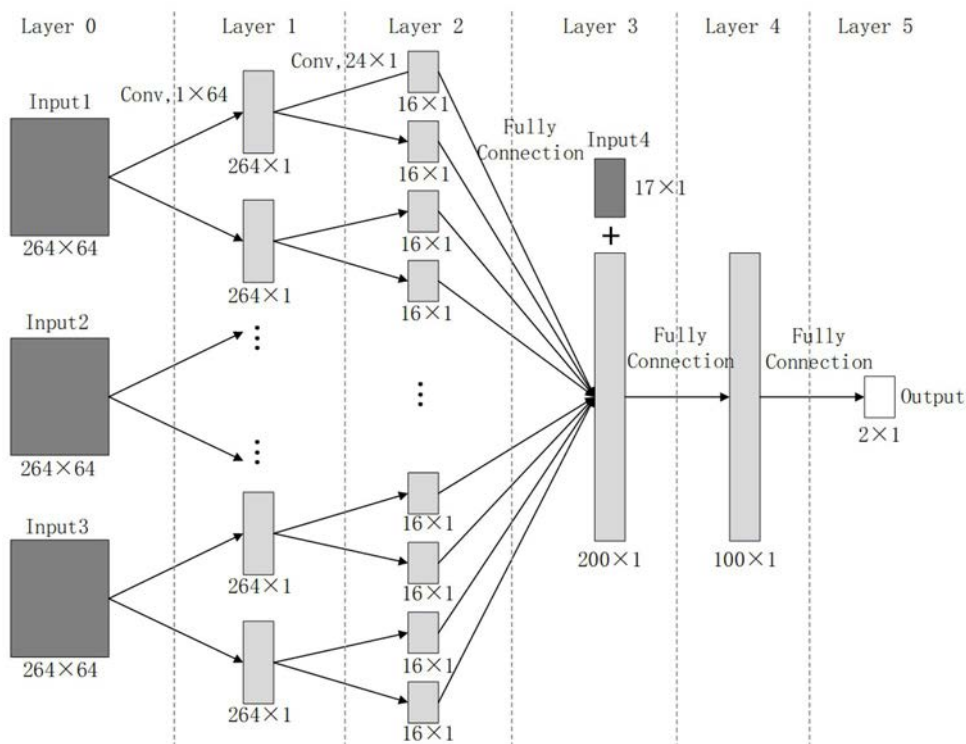 Layer 0
Layer 1
Layer 2
Layer 3
Layer 4
Layer 5
Input1
264×64
Input2
264×64
Input3
264×64
Conv,1×64
264×1
264×1
...
...
264×1
264×1
Conv,24×1
16×1
16×1
16×1
16×1
...
16×1
16×1
16×1
16×1
Fully
Connection
Input4
17×1
+
200×1
Fully
Connection
100×1
Fully
Connection
Output
2×1